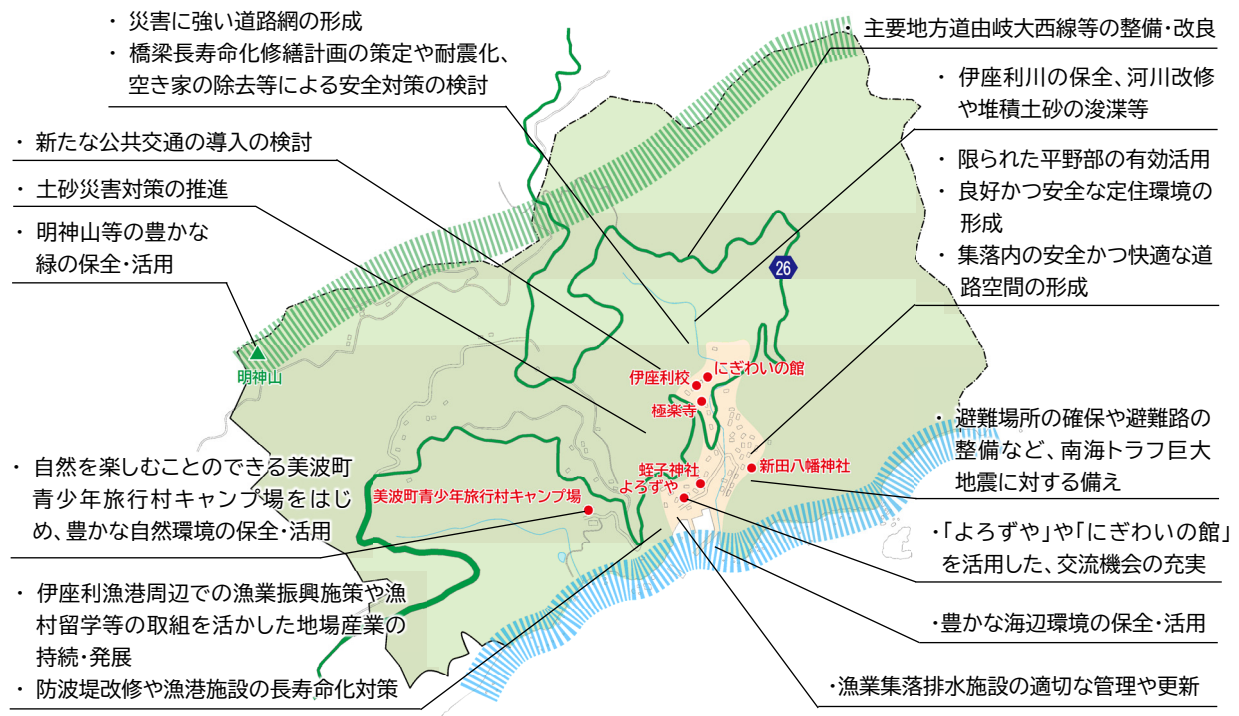 ・ 災害に強い道路網の形成
・ 橋梁長寿命化修繕計画の策定や耐震化、
空き家の除去等による安全対策の検討
・ 新たな公共交通の導入の検討
・ 土砂災害対策の推進
・ 明神山等の豊かな
緑の保全・活用
・ 自然を楽しむことのできる美波町
青少年旅行村キャンプ場をはじ
め、豊かな自然環境の保全・活用
・ 伊座利漁港周辺での漁業振興施策や漁
村留学等の取組を活かした地場産業の
持続・発展
・ 防波堤改修や漁港施設の長寿命化対策
・ 主要地方道由岐大西線等の整備・改良
・ 伊座利川の保全、河川改修
や堆積土砂の浚渫等
・ 限られた平野部の有効活用
・ 良好かつ安全な定住環境の
形成
・ 集落内の安全かつ快適な道
路空間の形成
・ 避難場所の確保や避難路の
整備など、南海トラフ巨大
地震に対する備え
・「よろずや」や「にぎわいの館」
を活用した、交流機会の充実
・豊かな海辺環境の保全・活用
・漁業集落排水施設の適切な管理や更新
26
明神山
にぎわいの館
伊座利校
極楽寺
新田八幡神社
蛭子神社
よろずや
美波町青少年旅行村キャンプ場